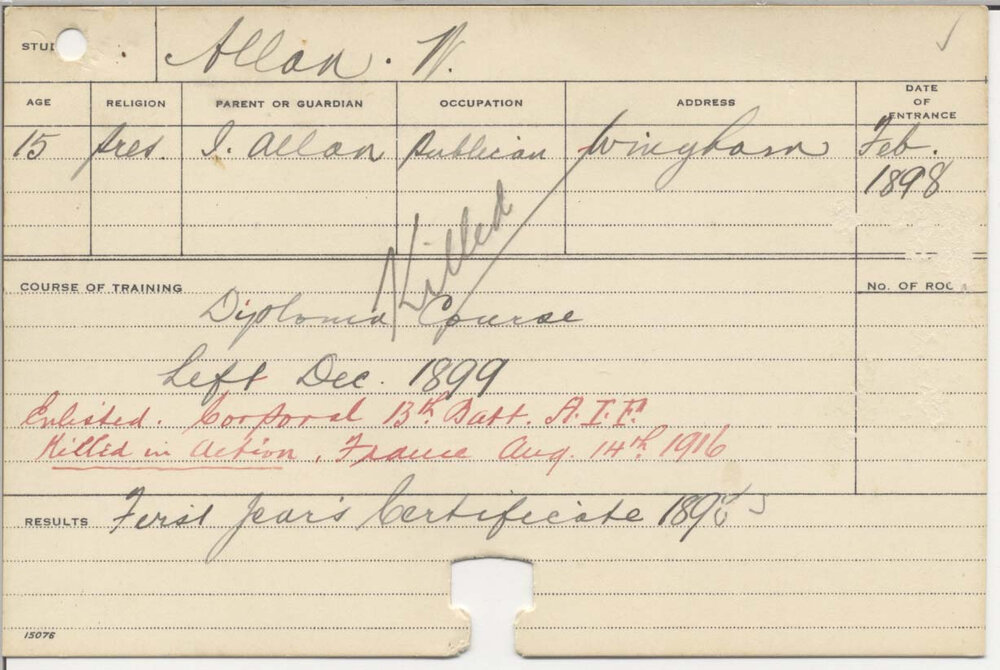 STU Allan. W.
AGE RELIGION PARENT OR GUARDIAN OCCUPATION ADDRESS DATE OF ENTRANCE
15 Pres. I. Allan Publican Wingham Feb. 1898
Killed
COURSE OF TRAINING No. OF ROO
Diploma Course
Left Dec. 1899
Enlisted. Corporal 13th Batt. A.I.F.
Killed in Action, France Aug 14th 1916
RESULTS First Year's Certificate 1898
15076